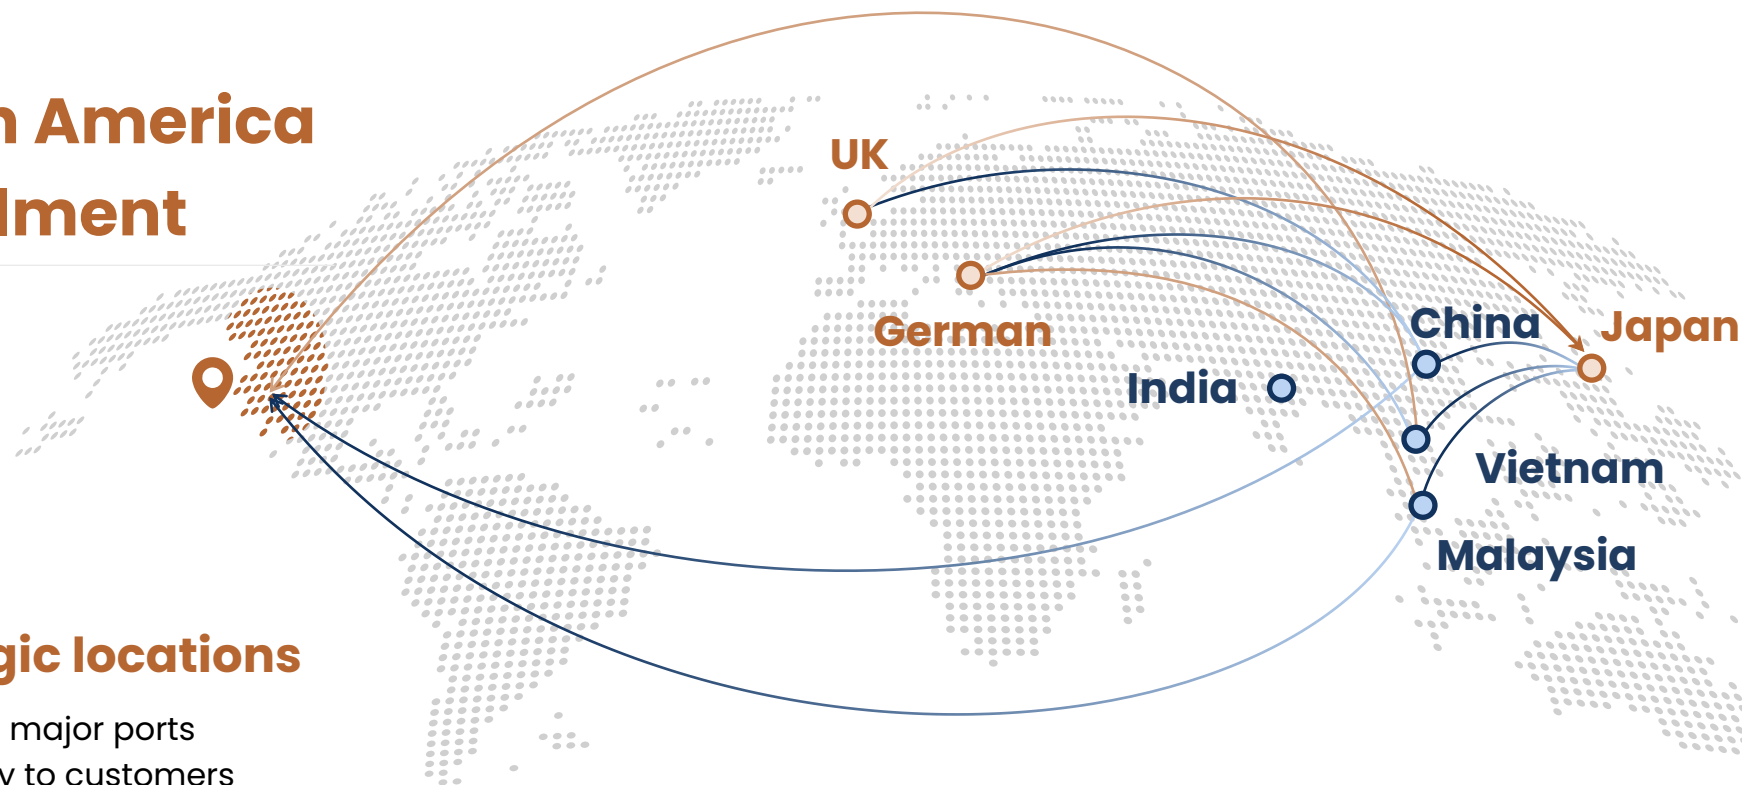 n America
lment
UK
German
China
Japan
India
Vietnam
Malaysia
gic locations
major ports
y to customers